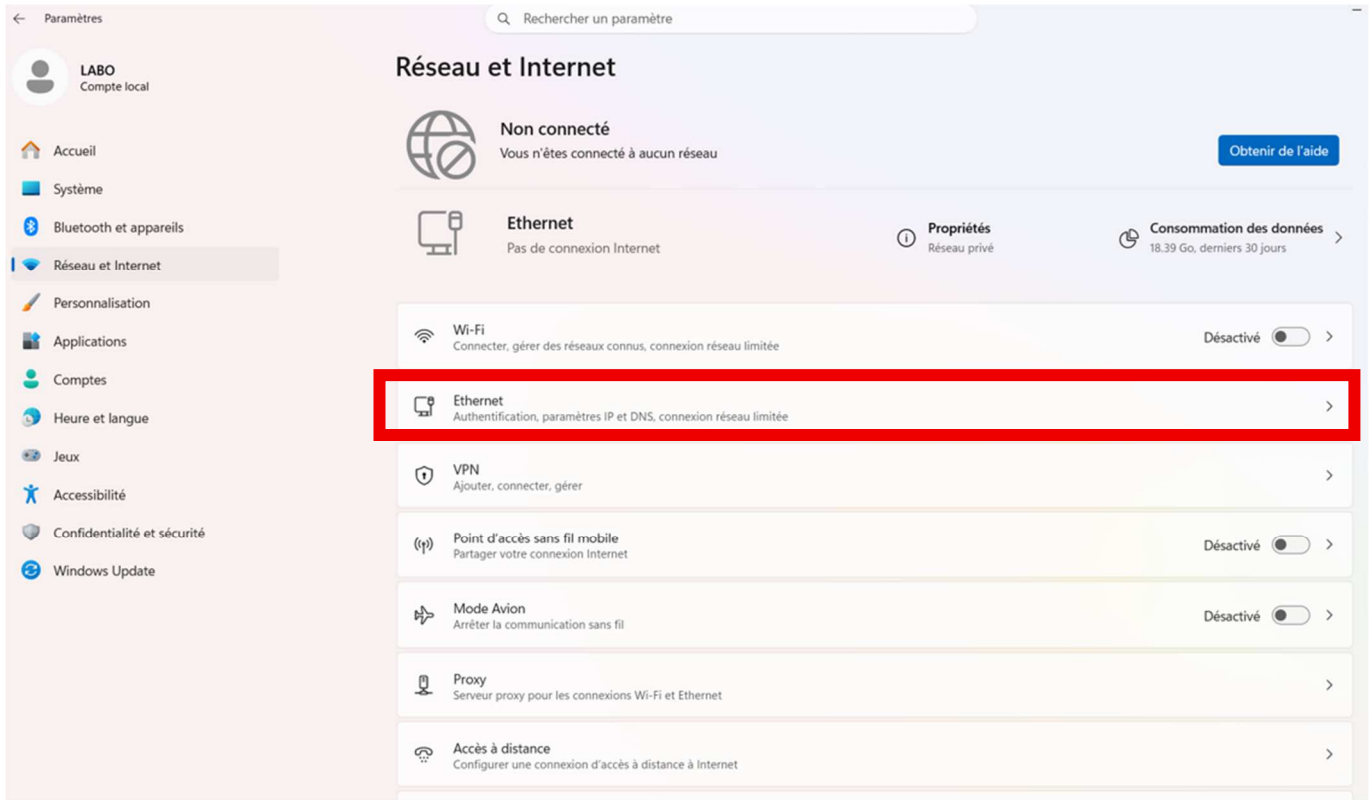 Paramètres
Rechercher un paramètre
LABO
Compte local
Accueil
Système
Bluetooth et appareils
Réseau et Internet
Personnalisation
Applications
Comptes
Heure et langue
Jeux
Accessibilité
Confidentialité et sécurité
Windows Update
Réseau et Internet
Non connecté
Vous n'êtes connecté à aucun réseau
Obtenir de l'aide
Ethernet
Pas de connexion Internet
Propriétés
Réseau privé
Consommation des données
18.39 Go, derniers 30 jours
Wi-Fi
Connecter, gérer des réseaux connus, connexion réseau limitée
Désactivé
Ethernet
Authentification, paramètres IP et DNS, connexion réseau limitée
VPN
Ajouter, connecter, gérer
Point d'accès sans fil mobile
Partager votre connexion Internet
Désactivé
Mode Avion
Arrêter la communication sans fil
Désactivé
Proxy
Serveur proxy pour les connexions Wi-Fi et Ethernet
Accès à distance
Configurer une connexion d'accès à distance à Internet